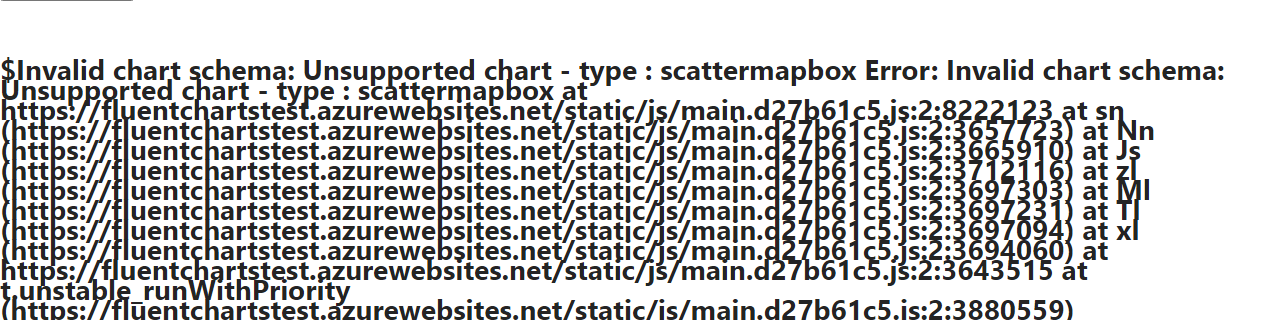 $Invalid chart schema: Unsupported chart - type : scattermapbox Error: Invalid chart schema:
Unsupported chart - type : scattermapbox at
https://fluentchartstest.azurewebsites.net/static/js/main.d27b61c5.js:2:8222123 at sn
(https://fluentchartstest.azurewebsites.net/static/js/main.d27b61c5.js:2:3657723) at Nn
(https://fluentchartstest.azurewebsites.net/static/js/main.d27b61c5.js:2:3665910) at Js
(https://fluentchartstest.azurewebsites.net/static/js/main.d27b61c5.js:2:3712116) at zl
(https://fluentchartstest.azurewebsites.net/static/js/main.d27b61c5.js:2:3697303) at Ml
(https://fluentchartstest.azurewebsites.net/static/js/main.d27b61c5.js:2:3697231) at Tl
(https://fluentchartstest.azurewebsites.net/static/js/main.d27b61c5.js:2:3697094) at xl
(https://fluentchartstest.azurewebsites.net/static/js/main.d27b61c5.js:2:3694060) at
https://fluentchartstest.azurewebsites.net/static/js/main.d27b61c5.js:2:3643515 at
t.unstable_runWithPriority
(https://fluentchartstest.azurewebsites.net/static/js/main.d27b61c5.js:2:3880559)